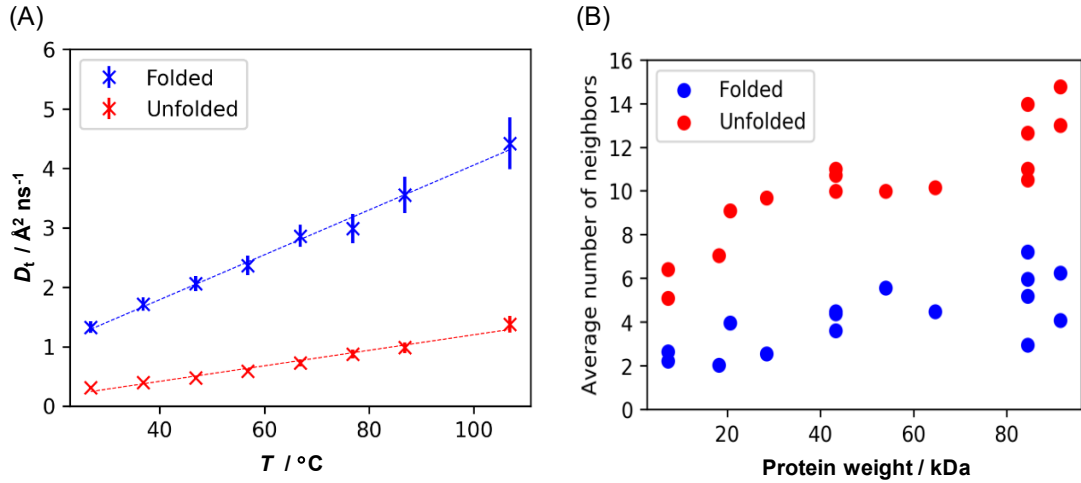 (A)
6
5
4
3
2
1
0
Dt / Å² ns⁻¹
Folded
Unfolded
40 60 80 100
T / °C
(B)
16
14
12
10
8
6
4
2
0
Average number of neighbors
Folded
Unfolded
20 40 60 80
Protein weight / kDa